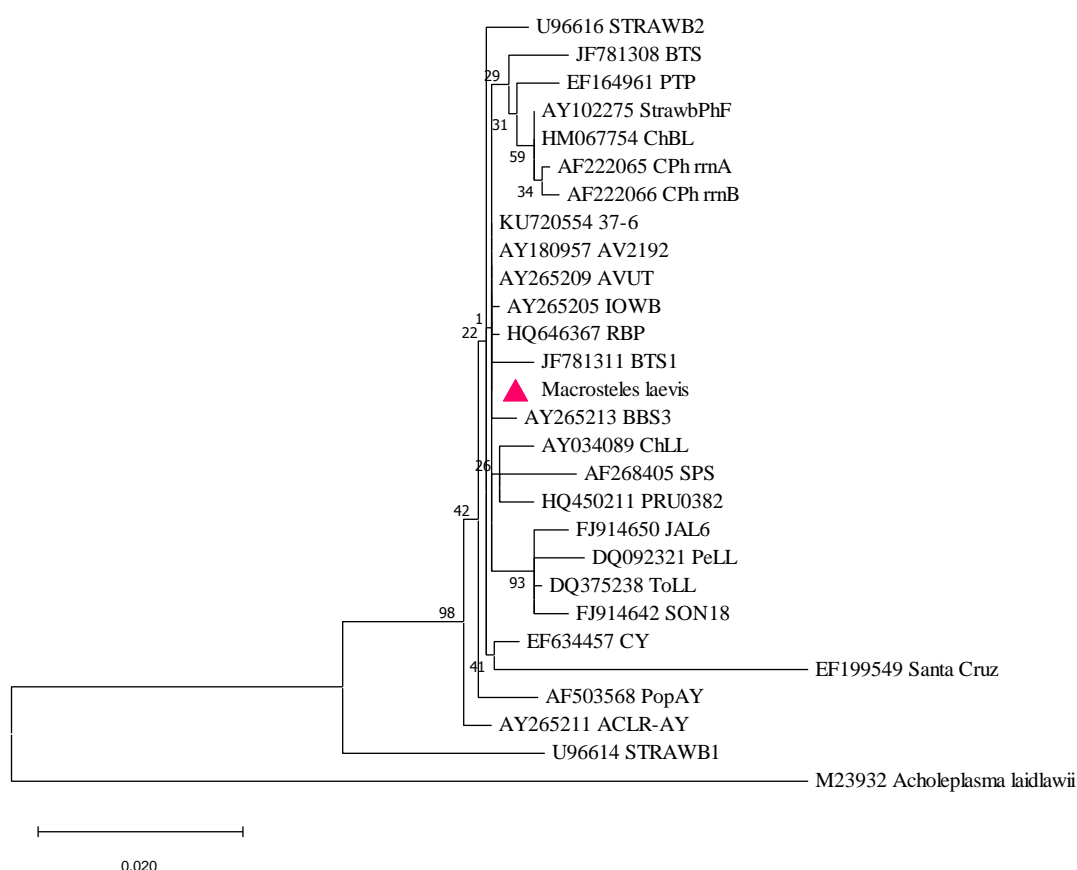 U96616 STRAWB2
JF781308 BTS
29
EF164961 PTP
AY102275 StrawbPhF
31
HM067754 ChBL
59
AF222065 CPh rrnA
34
AF222066 CPh rrnB
KU720554 37-6
AY180957 AV2192
AY265209 AVUT
AY265205 IOWB
1
22
HQ646367 RBP
JF781311 BTS1
Macrosteles laevis
AY265213 BBS3
AY034089 ChLL
26
AF268405 SPS
HQ450211 PRU0382
42
FJ914650 JAL6
DQ092321 PeLL
93
DQ375238 ToLL
98
FJ914642 SON18
EF634457 CY
41
EF199549 Santa Cruz
AF503568 PopAY
AY265211 ACLR-AY
U96614 STRAWB1
M23932 Acholeplasma laidlawii
0.020